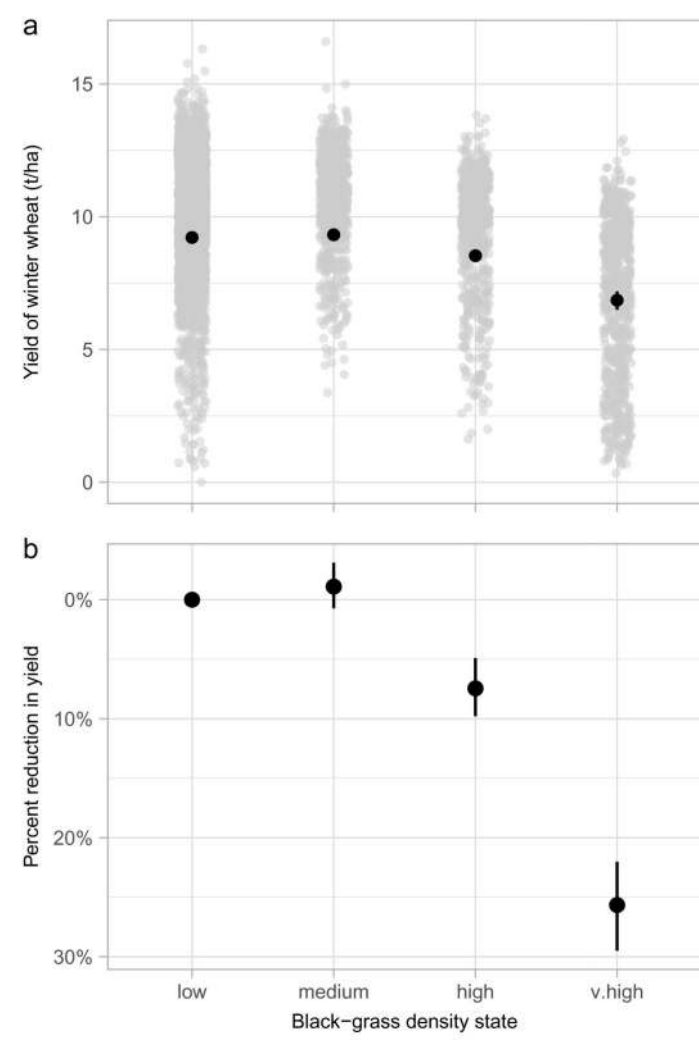 a
Yield of winter wheat (t/ha)
15
10
5
0
b
Percent reduction in yield
0%
10%
20%
30%
low medium high v.high
Black−grass density state